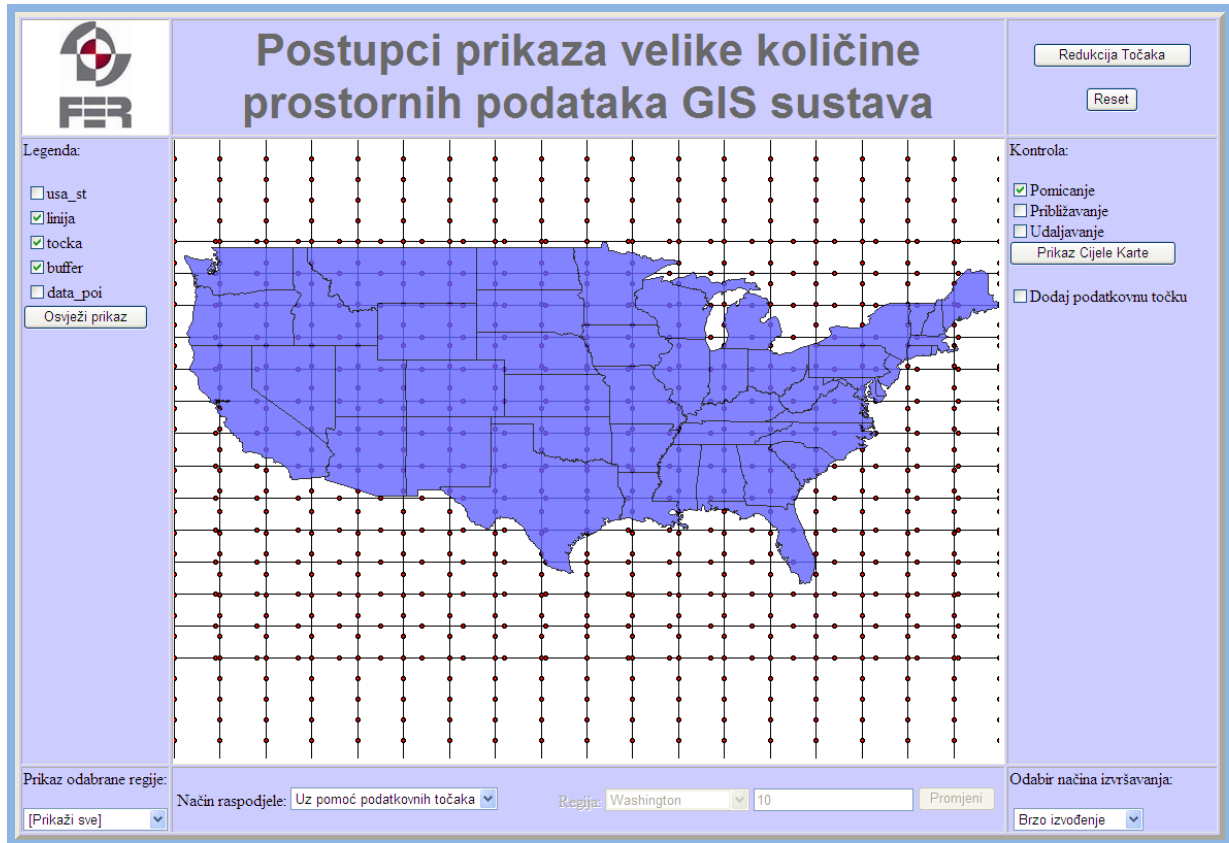 FER
Postupci prikaza velike količine
prostornih podataka GIS sustava
Redukcija Točaka
Reset
Legenda:
usa_st
linija
tocka
buffer
data_poi
Osvježi prikaz
Kontrola:
Pomicanje
Približavanje
Udaljavanje
Prikaz Cijele Karte
Dodaj podatkovnu točku
Prikaz odabrane regije:
[Prikaži sve]
Način raspodjele: Uz pomoć podatkovnih točaka
Regija: Washington 10 Promjeni
Odabir načina izvršavanja:
Brzo izvođenje